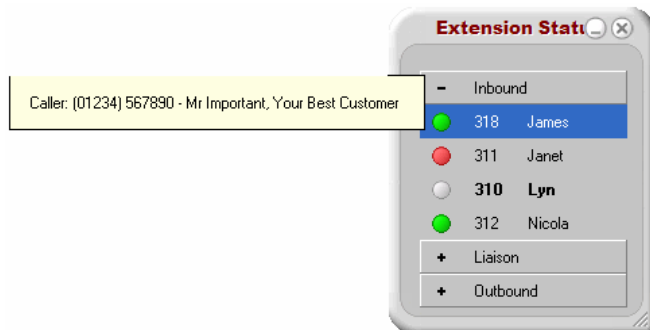 Extension Statu
- Inbound
Caller: (01234) 567890 - Mr Important, Your Best Customer
318 James
311 Janet
310 Lyn
312 Nicola
+ Liaison
+ Outbound